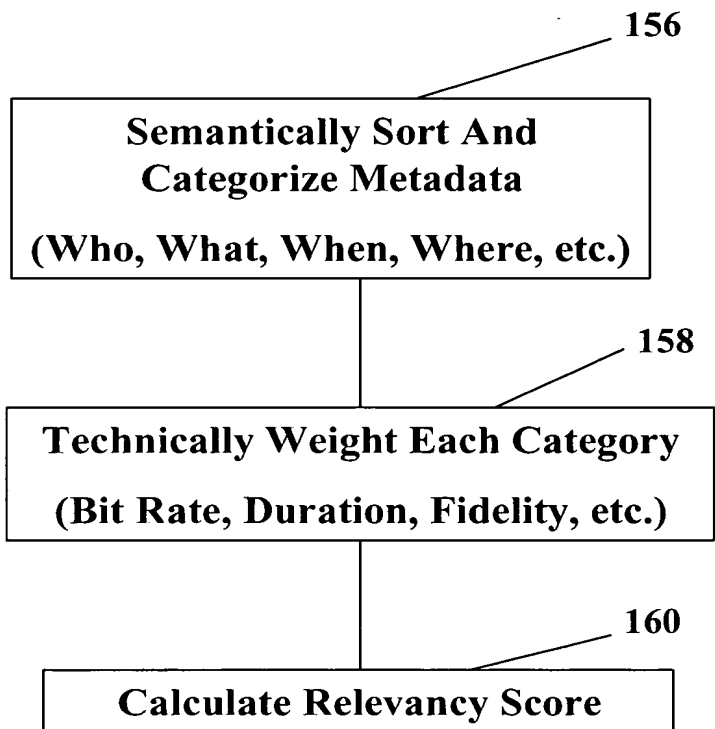 156
Semantically Sort And
Categorize Metadata
(Who, What, When, Where, etc.)
158
Technically Weight Each Category
(Bit Rate, Duration, Fidelity, etc.)
160
Calculate Relevancy Score